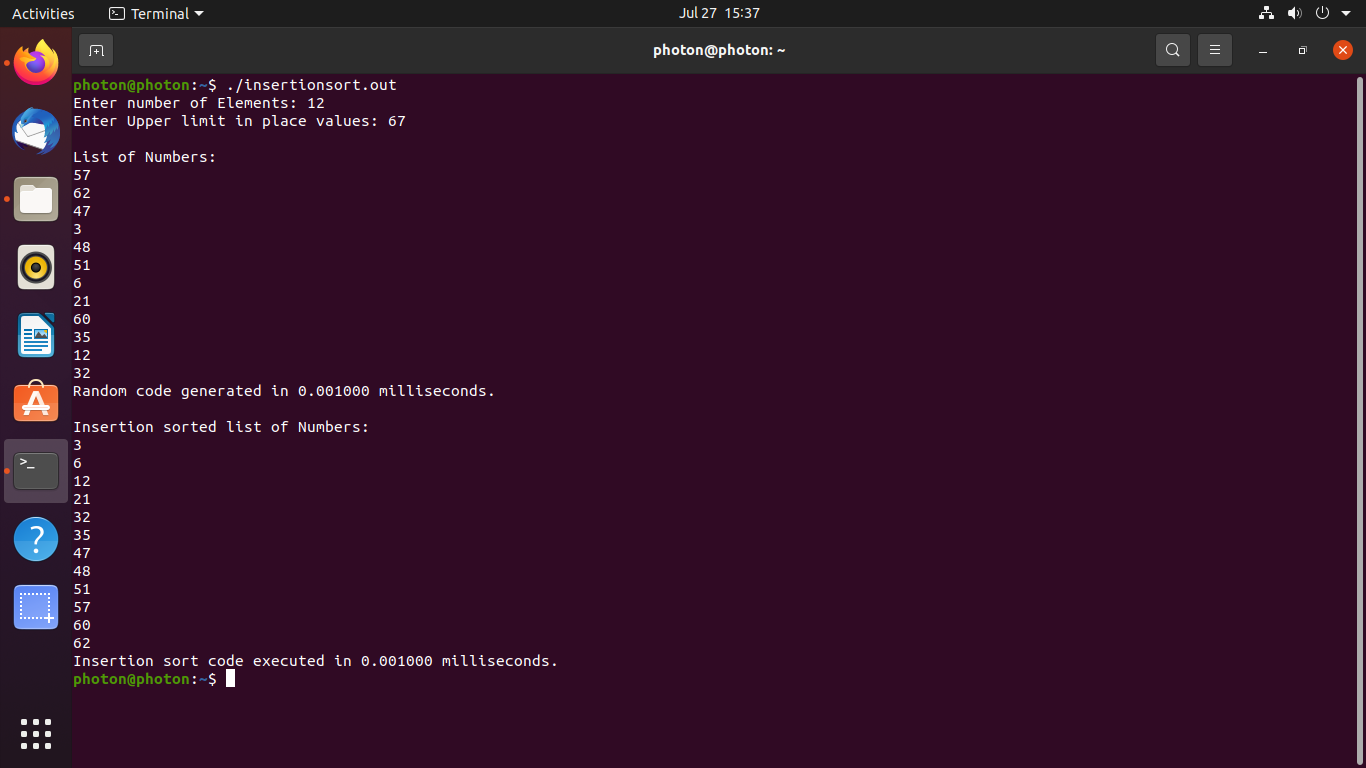 Activities Terminal Jul 27 15:37
photon@photon: ~
photon@photon:~$ ./insertionsort.out
Enter number of Elements: 12
Enter Upper limit in place values: 67
List of Numbers:
57
62
47
3
48
51
6
21
60
35
12
32
Random code generated in 0.001000 milliseconds.
Insertion sorted list of Numbers:
3
6
12
21
32
35
47
48
51
57
60
62
Insertion sort code executed in 0.001000 milliseconds.
photon@photon:~$